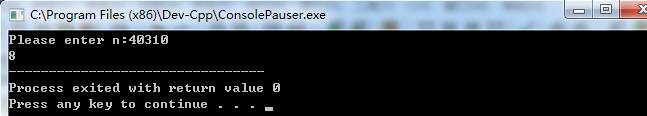 C:\Program Files (x86)\Dev-Cpp\ConsolePauser.exe
Please enter n:40310
8
--------------------------------
Process exited with return value 0
Press any key to continue . . .